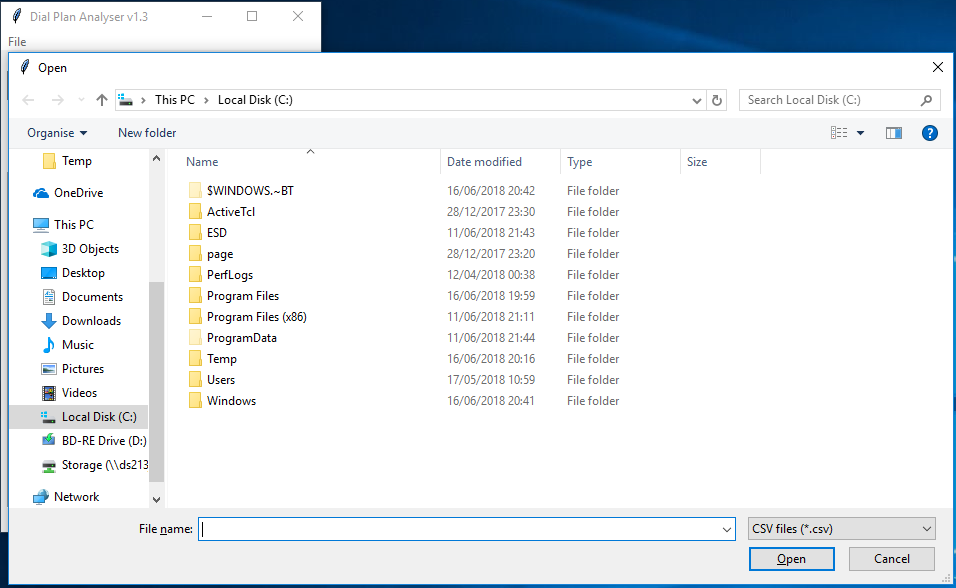 Dial Plan Analyser v1.3
File
Open
This PC > Local Disk (C:)
Search Local Disk (C:)
Organise
New folder
Temp
OneDrive
This PC
3D Objects
Desktop
Documents
Downloads
Music
Pictures
Videos
Local Disk (C:)
BD-RE Drive (D:)
Storage (\\ds213
Network
Name Date modified Type Size
$WINDOWS.~BT 16/06/2018 20:42 File folder
ActiveTcl 28/12/2017 23:30 File folder
ESD 11/06/2018 21:43 File folder
page 28/12/2017 23:20 File folder
PerfLogs 12/04/2018 00:38 File folder
Program Files 16/06/2018 19:59 File folder
Program Files (x86) 11/06/2018 21:11 File folder
ProgramData 11/06/2018 21:44 File folder
Temp 16/06/2018 20:16 File folder
Users 17/05/2018 10:59 File folder
Windows 16/06/2018 20:41 File folder
File name:
CSV files (*.csv)
Open
Cancel